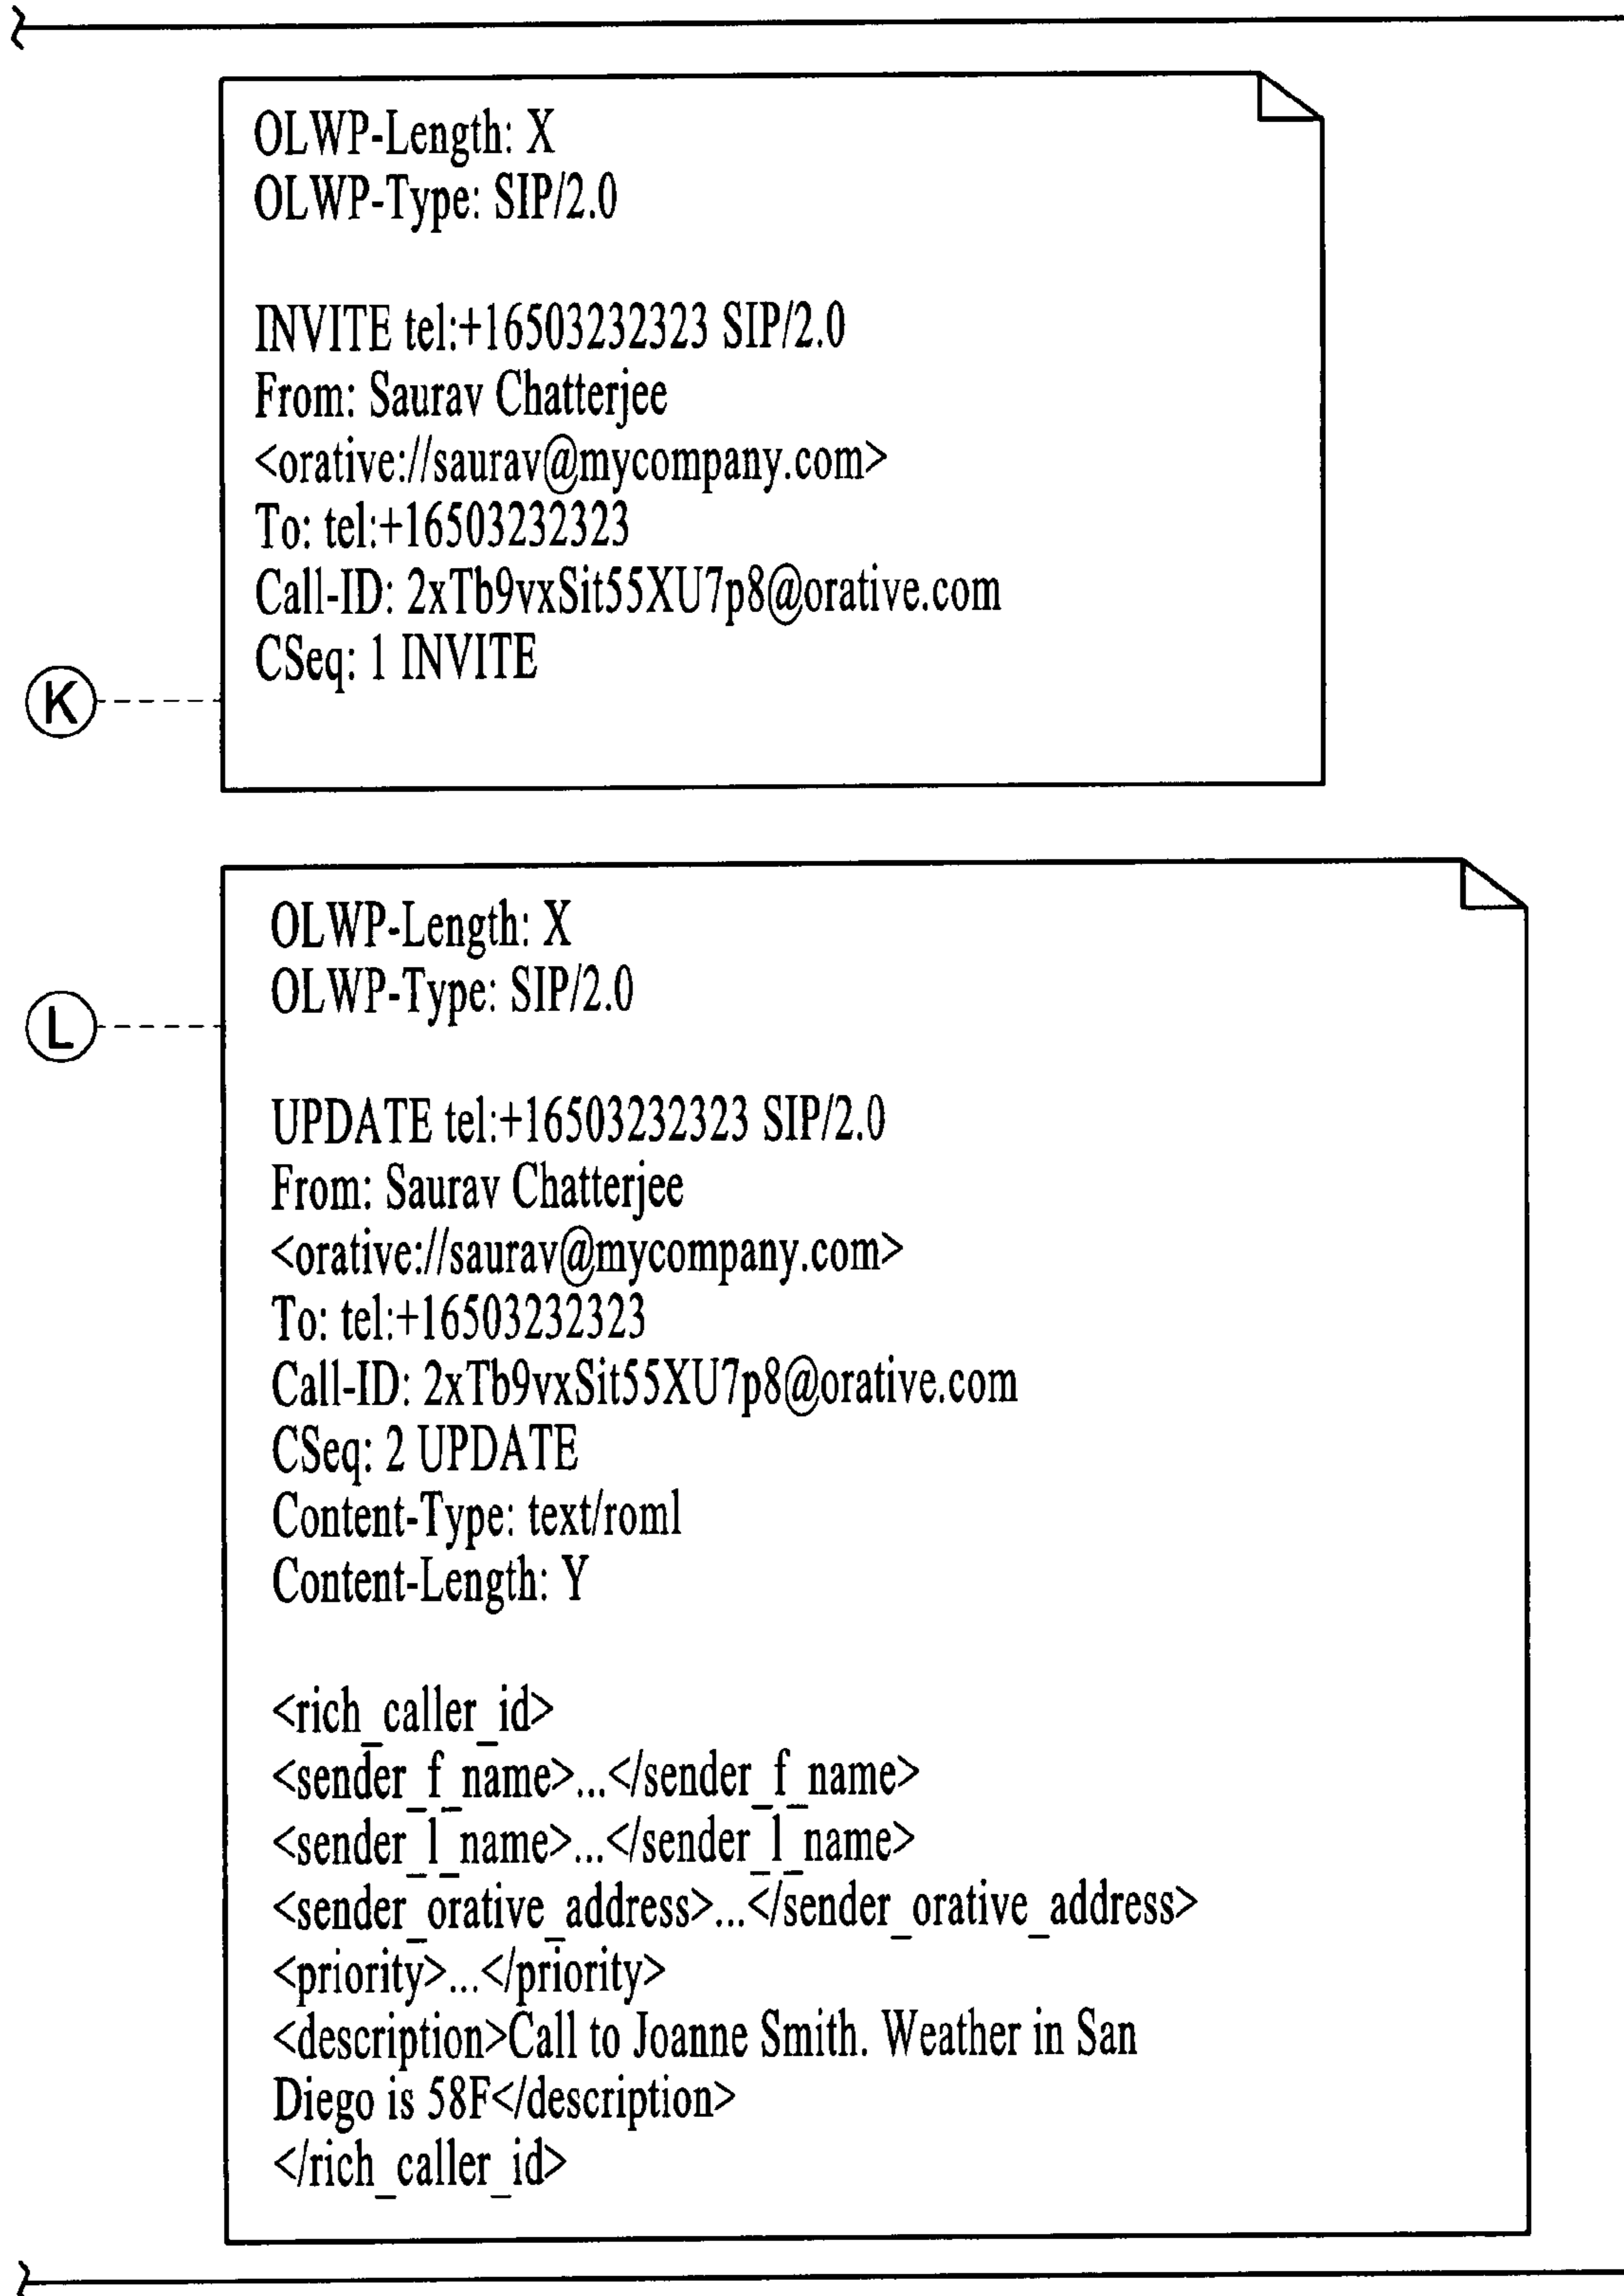 OLWP-Length: X
OLWP-Type: SIP/2.0
INVITE tel:+16503232323 SIP/2.0
From: Saurav Chatterjee
<orative://saurav@mycompany.com>
To: tel:+16503232323
Call-ID: 2xTb9vxSit55XU7p8@orative.com
CSeq: 1 INVITE
K
OLWP-Length: X
OLWP-Type: SIP/2.0
L
UPDATE tel:+16503232323 SIP/2.0
From: Saurav Chatterjee
<orative://saurav@mycompany.com>
To: tel:+16503232323
Call-ID: 2xTb9vxSit55XU7p8@orative.com
CSeq: 2 UPDATE
Content-Type: text/roml
Content-Length: Y
<rich_caller_id>
<sender_f_name>...</sender_f_name>
<sender_l_name>...</sender_l_name>
<sender_orative_address>...</sender_orative_address>
<priority>...</priority>
<description>Call to Joanne Smith. Weather in San
Diego is 58F</description>
</rich_caller_id>